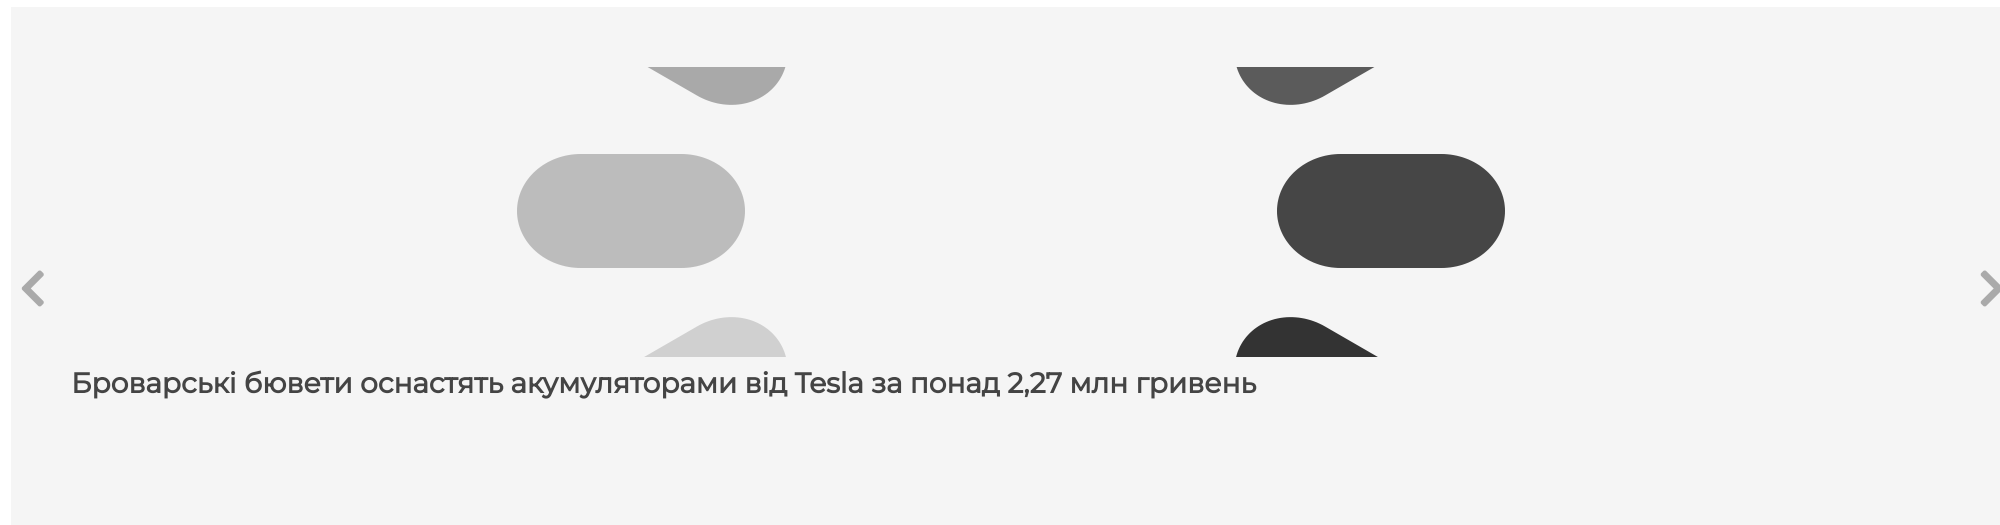 Броварські бювети оснастять акумуляторами від Tesla за понад 2,27 млн гривень